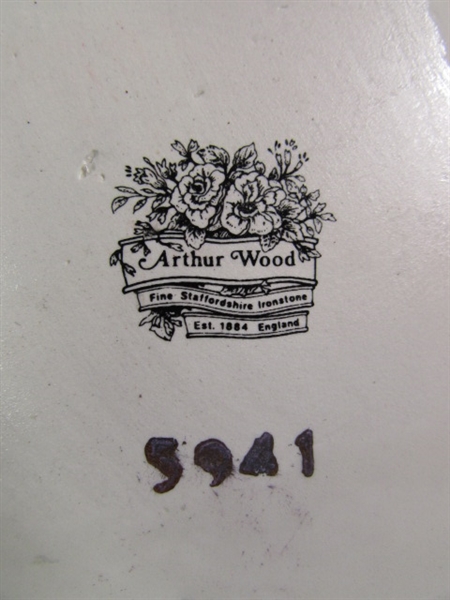 Arthur Wood
Fine Staffordshire Ironstone
Est. 1884 England
5941